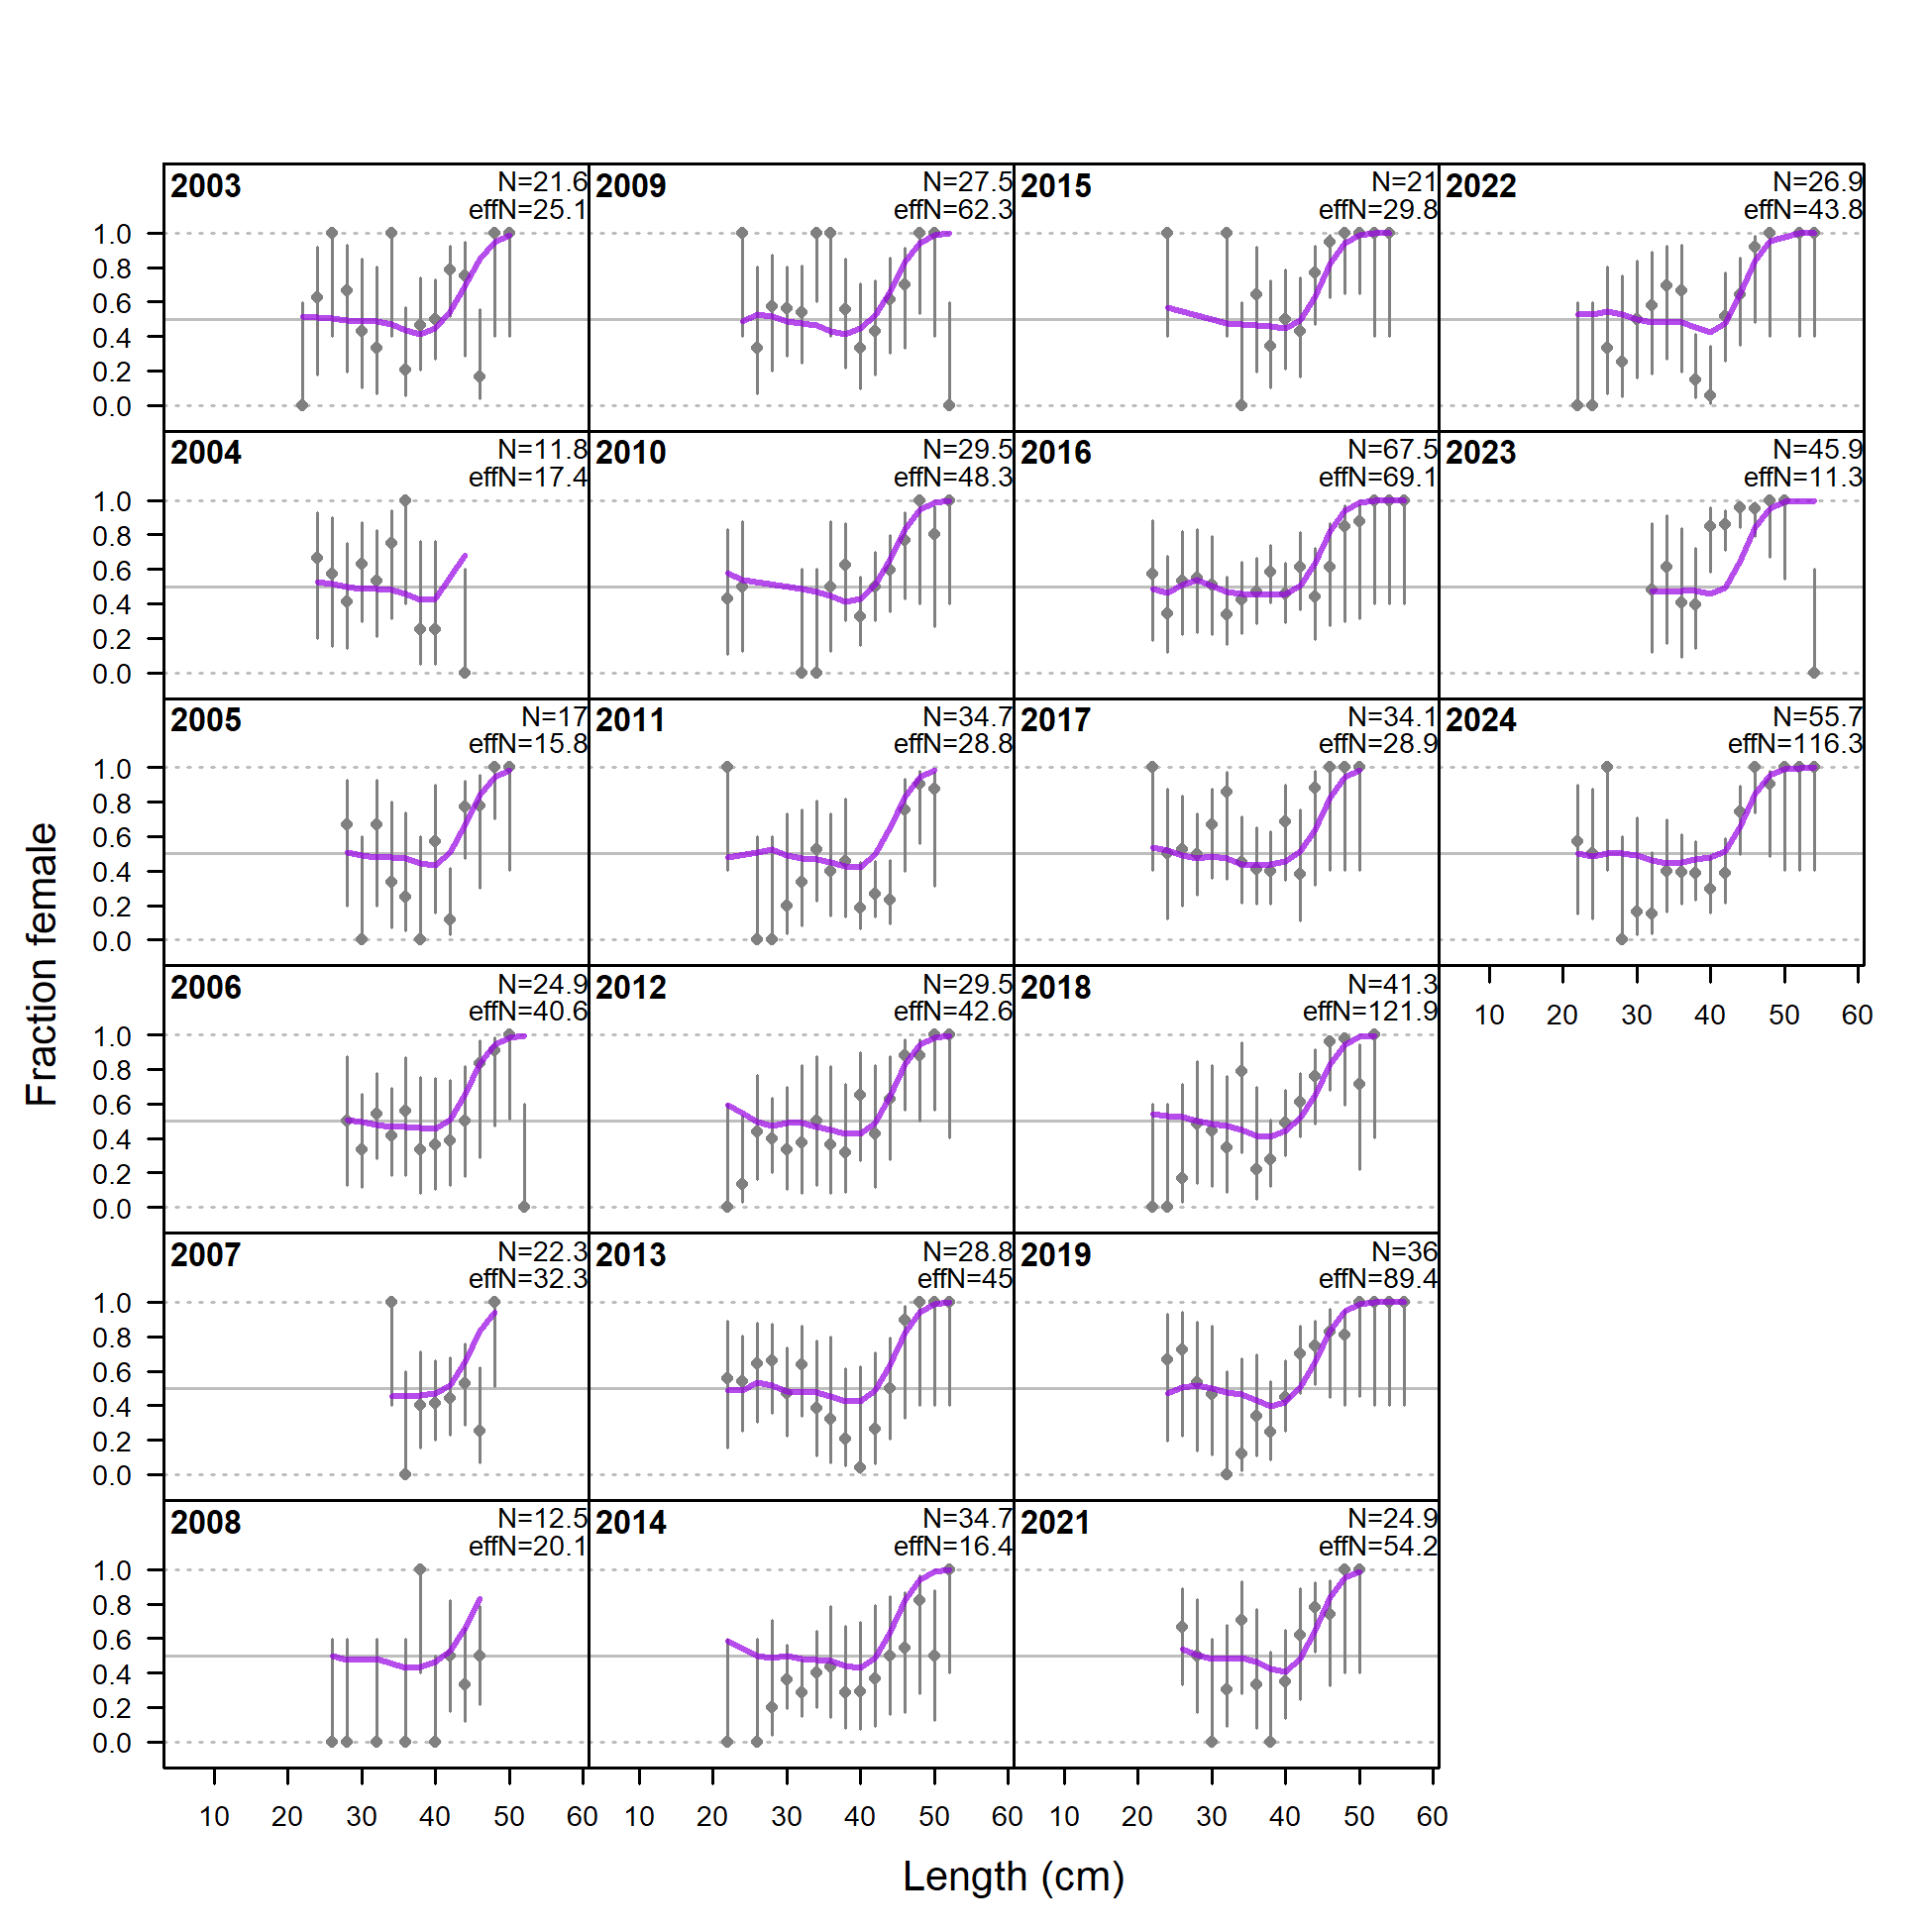 2003 N=21.6 2009 N=27.5 2015 N=21 2022 N=26.9
effN=25.1 effN=62.3 effN=29.8 effN=43.8
1.0
0.8
0.6
0.4
0.2
0.0
2004 N=11.8 2010 N=29.5 2016 N=67.5 2023 N=45.9
effN=17.4 effN=48.3 effN=69.1 effN=11.3
1.0
0.8
0.6
0.4
0.2
0.0
2005 N=17 2011 N=34.7 2017 N=34.1 2024 N=55.7
effN=15.8 effN=28.8 effN=28.9 effN=116.3
1.0
0.8
0.6
0.4
0.2
0.0
Fraction female
2006 N=24.9 2012 N=29.5 2018 N=41.3
effN=40.6 effN=42.6 effN=121.9
10 20 30 40 50 60
1.0
0.8
0.6
0.4
0.2
0.0
2007 N=22.3 2013 N=28.8 2019 N=36
effN=32.3 effN=45 effN=89.4
1.0
0.8
0.6
0.4
0.2
0.0
2008 N=12.5 2014 N=34.7 2021 N=24.9
effN=20.1 effN=16.4 effN=54.2
1.0
0.8
0.6
0.4
0.2
0.0
10 20 30 40 50 60 10 20 30 40 50 60 10 20 30 40 50 60
Length (cm)